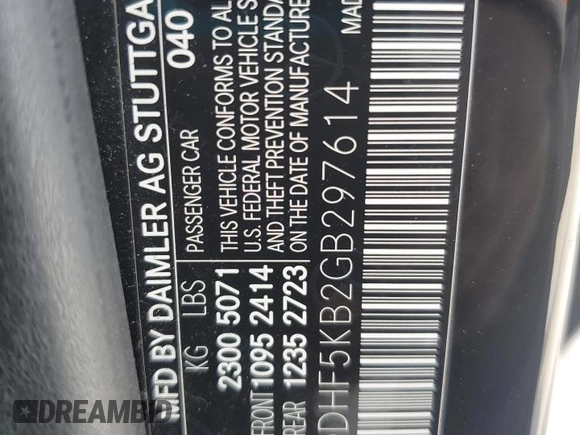 MFD BY DAIMLER AG STUTTGA
040
KG LBS PASSENGER CAR
2300 5071
FRONT 1095 2414
REAR 1235 2723
THIS VEHICLE CONFORMS TO AL
U.S. FEDERAL MOTOR VEHICLE S
AND THEFT PREVENTION STANDA
ON THE DATE OF MANUFACTURE
DHF5KB2GB297614
MAD
DREAMBID